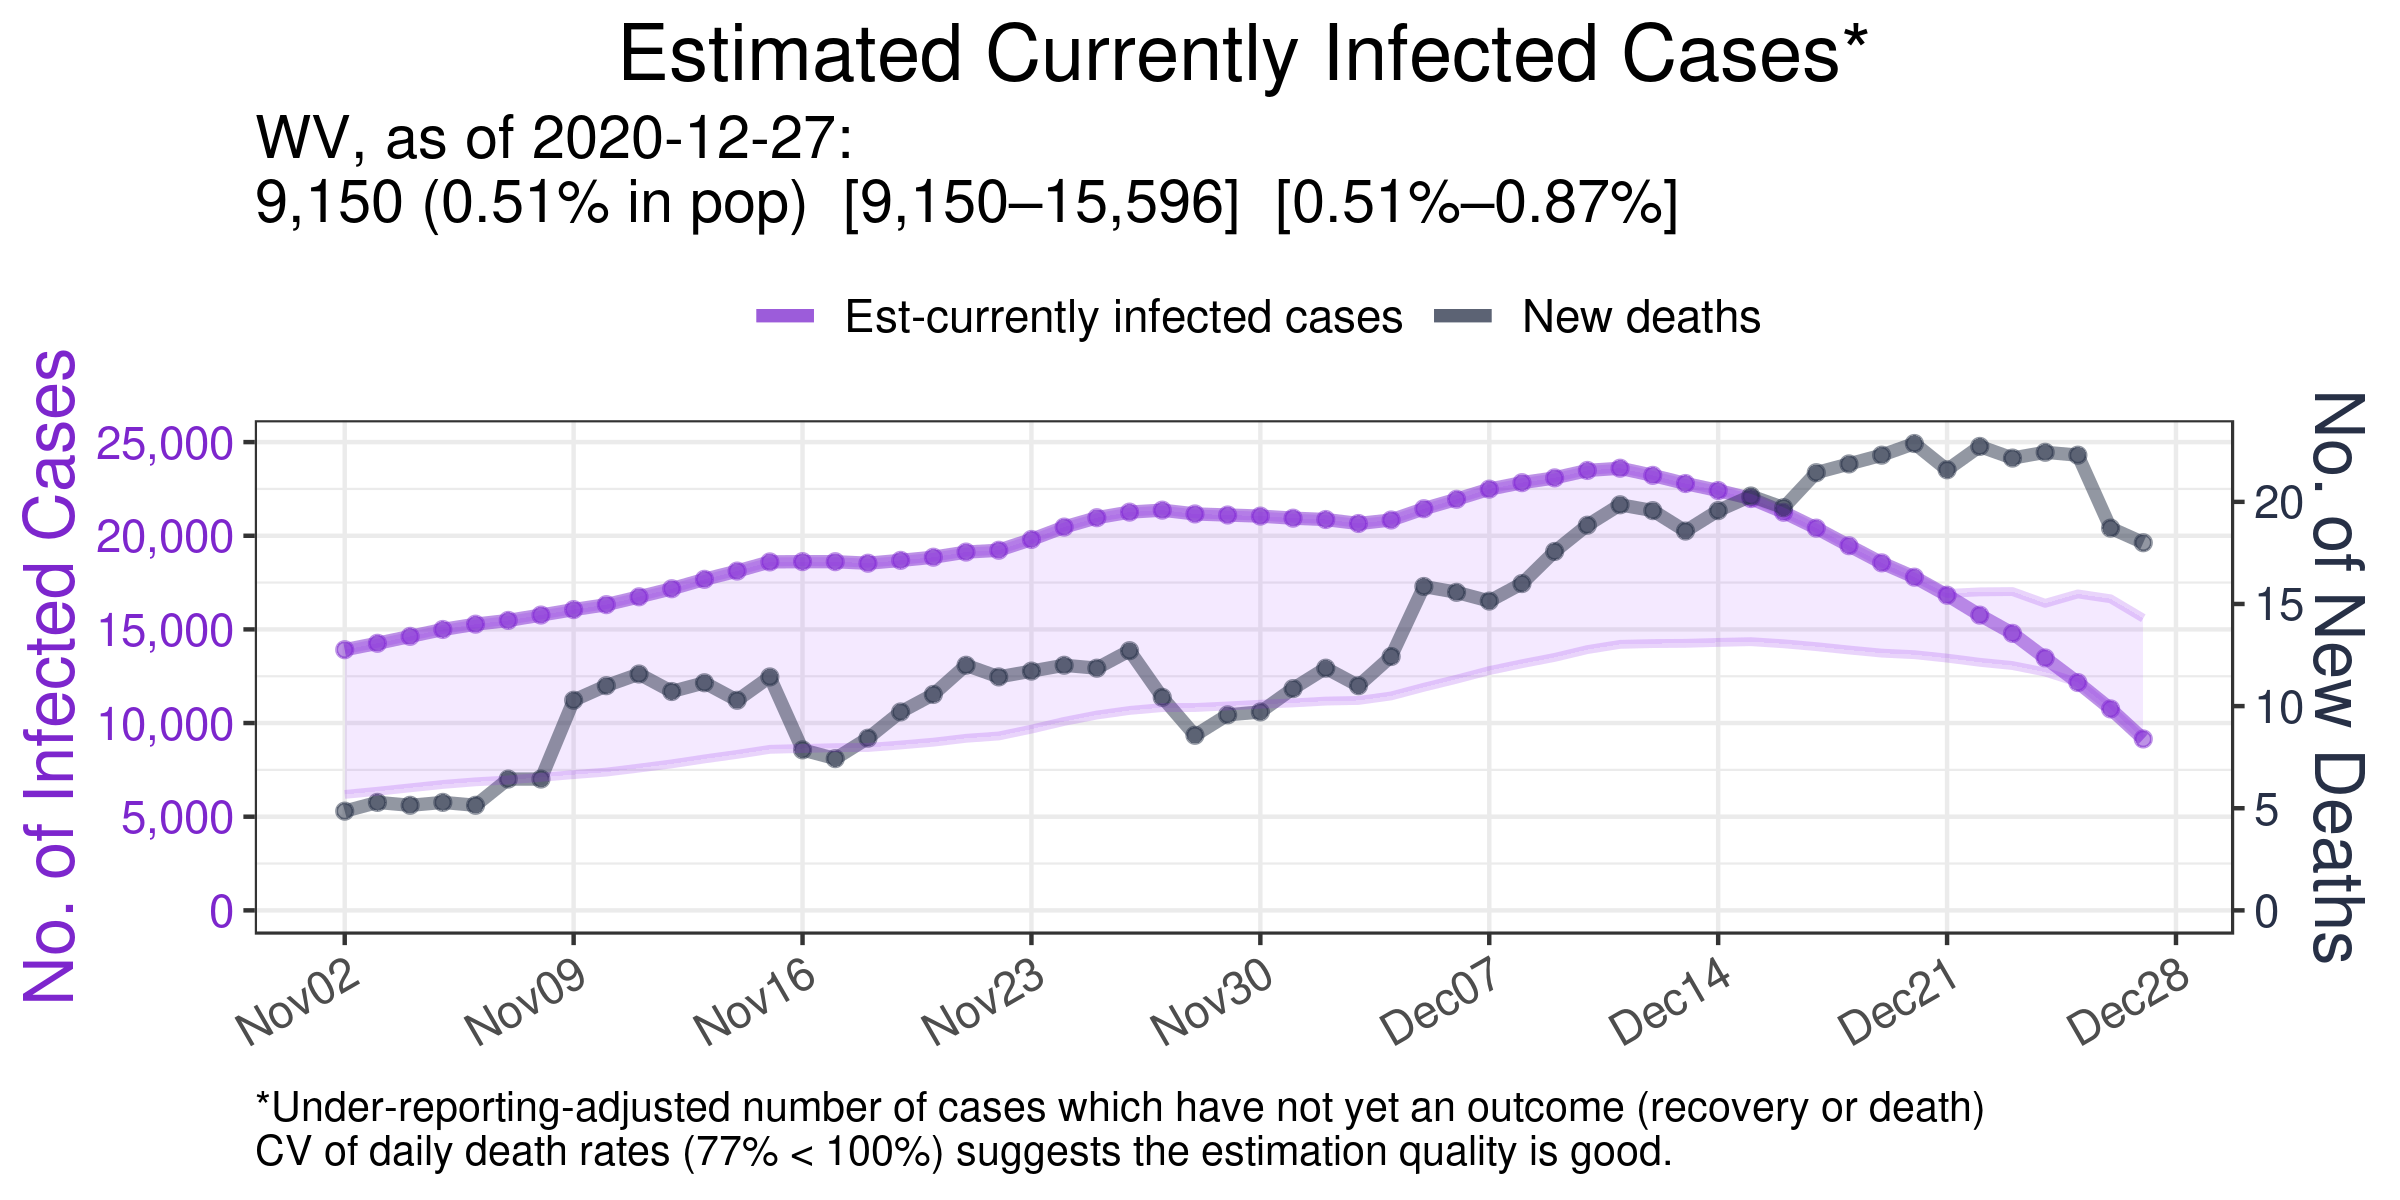 Estimated Currently Infected Cases*
WV, as of 2020-12-27:
9,150 (0.51% in pop)  [9,150–15,596]  [0.51%–0.87%]
Est-currently infected cases
New deaths
No. of Infected Cases
25,000
20,000
15,000
10,000
5,000
0
20
15
10
5
0
No. of New Deaths
Nov02
Nov09
Nov16
Nov23
Nov30
Dec07
Dec14
Dec21
Dec28
*Under-reporting-adjusted number of cases which have not yet an outcome (recovery or death)
CV of daily death rates (77% < 100%) suggests the estimation quality is good.